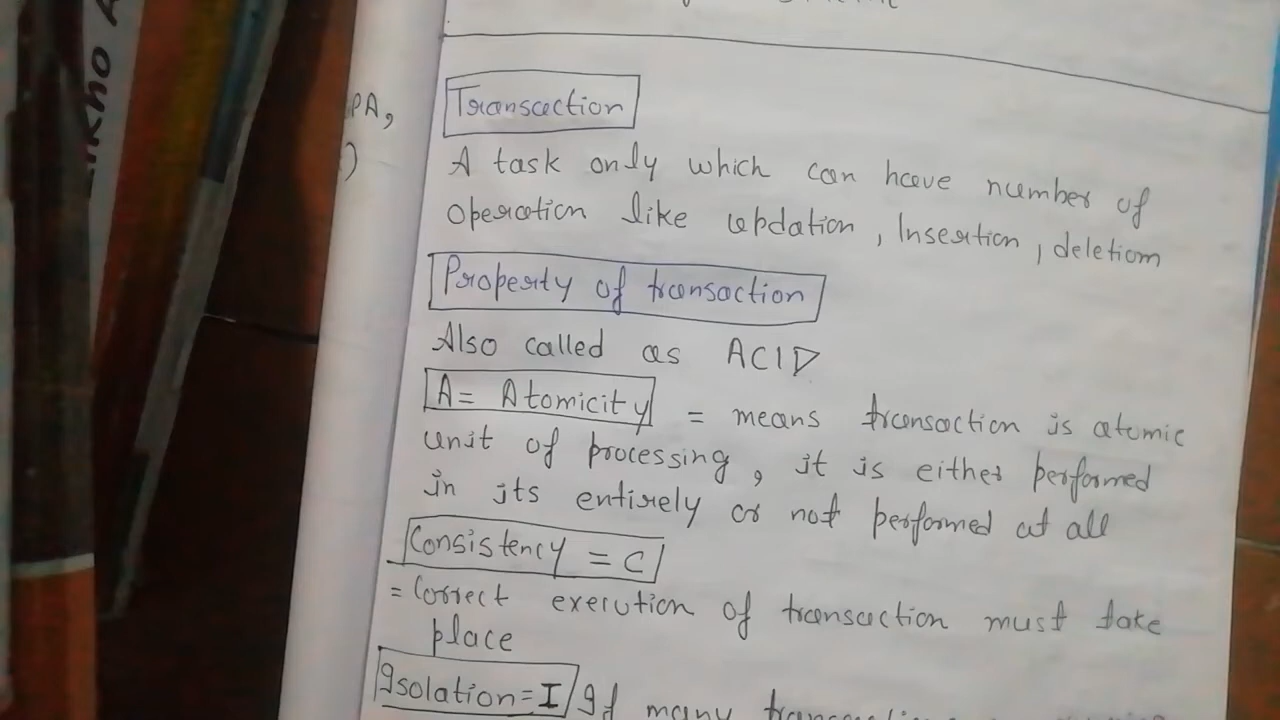 PA,
)
Transaction
A task only which can have number of
operation like updation, Insertion, deletion
Property of transaction
Also called as ACID
A= Atomicity = means transaction is atomic
unit of processing, it is either performed
in its entirely or not performed at all
Consistency = C
= Correct execution of transaction must take
place
Isolation = I If many